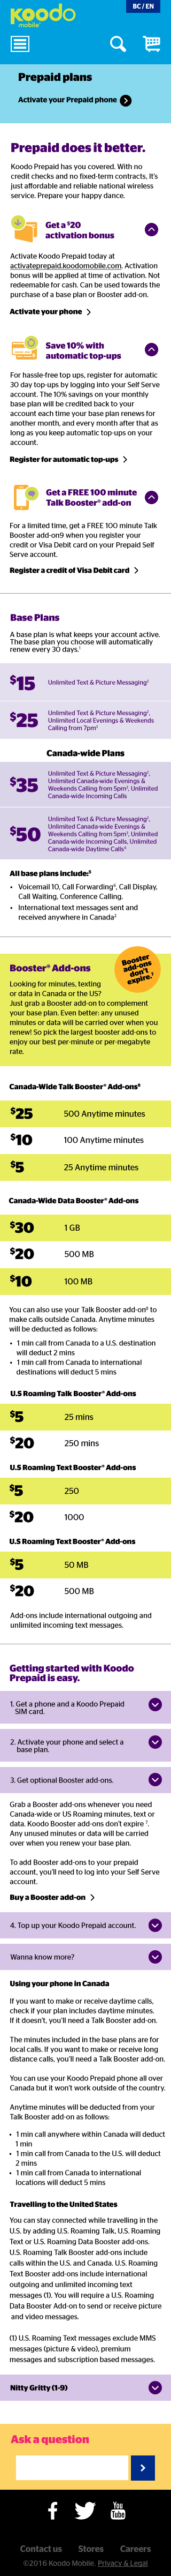 BC / EN
koodo
mobile
Prepaid plans
Activate your Prepaid phone
Prepaid does it better.
Koodo Prepaid has you covered. With no
credit checks and no fixed-term contracts, It's
just affordable and reliable national wireless
service. Prepare your happy dance.
Get a $20
activation bonus
Activate Koodo Prepaid today at
activateprepaid.koodomobile.com. Activation
bonus will be applied at time of activation. Not
redeemable for cash. Can be used towards the
purchase of a base plan or Booster add-on.
Activate your phone
Save 10% with
automatic top-ups
For hassle-free top ups, register for automatic
30 day top-ups by logging into your Self Serve
account. The 10% savings on your monthly
base plan will be credited back to your
account each time your base plan renews for
another month, and every month after that as
long as you keep automatic top-ups on your
account.
Register for automatic top-ups
Get a FREE 100 minute
Talk Booster® add-on
For a limited time, get a FREE 100 minute Talk
Booster add-on when you register your
credit or Visa Debit card on your Prepaid Self
Serve account.
Register a credit of Visa Debit card
Base Plans
A base plan is what keeps your account active.
The base plan you choose will automatically
renew every 30 days.¹
$15 Unlimited Text & Picture Messaging²
$25 Unlimited Text & Picture Messaging²,
Unlimited Local Evenings & Weekends
Calling from 7pm³
Canada-wide Plans
$35 Unlimited Text & Picture Messaging²,
Unlimited Canada-wide Evenings &
Weekends Calling from 5pm³, Unlimited
Canada-wide Incoming Calls
$50 Unlimited Text & Picture Messaging²,
Unlimited Canada-wide Evenings &
Weekends Calling from 5pm³, Unlimited
Canada-wide Incoming Calls, Unlimited
Canada-wide Daytime Calls⁴
All base plans include:⁵
• Voicemail 10, Call Forwarding⁶, Call Display,
Call Waiting, Conference Calling.
• International text messages sent and
received anywhere in Canada²
Booster® Add-ons
Booster
add-ons
don't
expire.⁷
Looking for minutes, texting
or data in Canada or the US?
Just grab a Booster add-on to complement
your base plan. Even better: any unused
minutes or data will be carried over when you
renew! So pick the largest booster add-ons to
enjoy our best per-minute or per-megabyte
rate.
Canada-Wide Talk Booster® Add-ons⁸
$25 500 Anytime minutes
$10 100 Anytime minutes
$5 25 Anytime minutes
Canada-Wide Data Booster® Add-ons
$30 1 GB
$20 500 MB
$10 100 MB
You can also use your Talk Booster add-on⁸ to
make calls outside Canada. Anytime minutes
will be deducted as follows:
• 1 min call from Canada to a U.S. destination
will deduct 2 mins
• 1 min call from Canada to international
destinations will deduct 5 mins
U.S Roaming Talk Booster® Add-ons
$5 25 mins
$20 250 mins
U.S Roaming Text Booster® Add-ons
$5 250
$20 1000
U.S Roaming Text Booster® Add-ons
$5 50 MB
$20 500 MB
Add-ons include international outgoing and
unlimited incoming text messages.
Getting started with Koodo
Prepaid is easy.
1. Get a phone and a Koodo Prepaid
SIM card.
2. Activate your phone and select a
base plan.
3. Get optional Booster add-ons.
Grab a Booster add-ons whenever you need
Canada-wide or US Roaming minutes, text or
data. Koodo Booster add-ons don't expire ⁷.
Any unused minutes or data will be carried
over when you renew your base plan.
To add Booster add-ons to your prepaid
account, you'll need to log into your Self Serve
account.
Buy a Booster add-on
4. Top up your Koodo Prepaid account.
Wanna know more?
Using your phone in Canada
If you want to make or receive daytime calls,
check if your plan includes daytime minutes.
If it doesn't, you'll need a Talk Booster add-on.
The minutes included in the base plans are for
local calls. If you want to make or receive long
distance calls, you'll need a Talk Booster add-on.
You can use your Koodo Prepaid phone all over
Canada but it won't work outside of the country.
Anytime minutes will be deducted from your
Talk Booster add-on as follows:
• 1 min call anywhere within Canada will deduct
1 min
• 1 min call from Canada to the U.S. will deduct
2 mins
• 1 min call from Canada to international
locations will deduct 5 mins
Travelling to the United States
You can stay connected while travelling in the
U.S. by adding U.S. Roaming Talk, U.S. Roaming
Text or U.S. Roaming Data Booster add-ons.
U.S. Roaming Talk Booster add-ons include
calls within the U.S. and Canada. U.S. Roaming
Text Booster add-ons include international
outgoing and unlimited incoming text
messages (1). You will require a U.S. Roaming
Data Booster Add-on to send or receive picture
and video messages.
(1) U.S. Roaming Text messages exclude MMS
messages (picture & video), premium
messages and subscription based messages.
Nitty Gritty (1-9)
Ask a question
You
Tube
Contact us Stores Careers
©2016 Koodo Mobile. Privacy & Legal